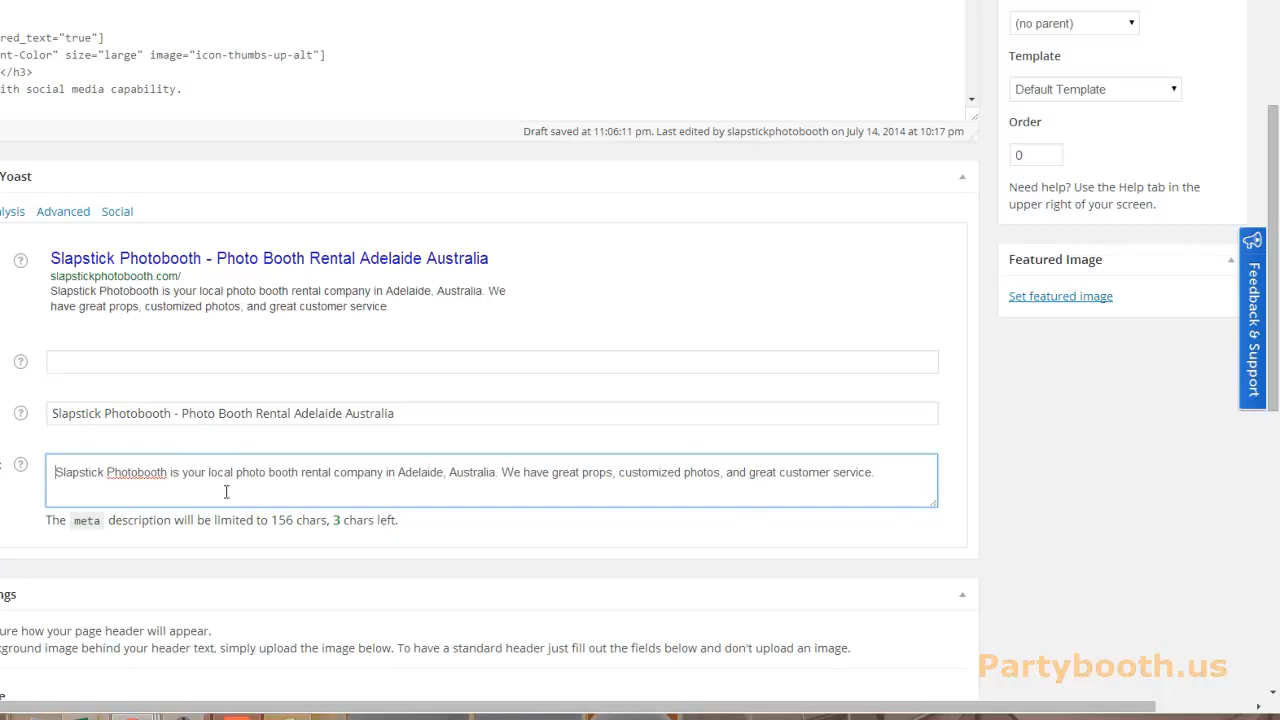 red_text="true"]
nt-Color" size="large" image="icon-thumbs-up-alt"]
</h3>
ith social media capability.
Draft saved at 11:06:11 pm. Last edited by slapstickphotobooth on July 14, 2014 at 10:17 pm
(no parent)
Template
Default Template
Order
0
Need help? Use the Help tab in the
upper right of your screen.
Yoast
lysis Advanced Social
Slapstick Photobooth - Photo Booth Rental Adelaide Australia
slapstickphotobooth.com/
Slapstick Photobooth is your local photo booth rental company in Adelaide, Australia. We
have great props, customized photos, and great customer service.
Featured Image
Set featured image
Feedback & Support
Slapstick Photobooth - Photo Booth Rental Adelaide Australia
Slapstick Photobooth is your local photo booth rental company in Adelaide, Australia. We have great props, customized photos, and great customer service.
The meta description will be limited to 156 chars, 3 chars left.
ngs
ure how your page header will appear.
kground image behind your header text, simply upload the image below. To have a standard header just fill out the fields below and don't upload an image.
e
Partybooth.us